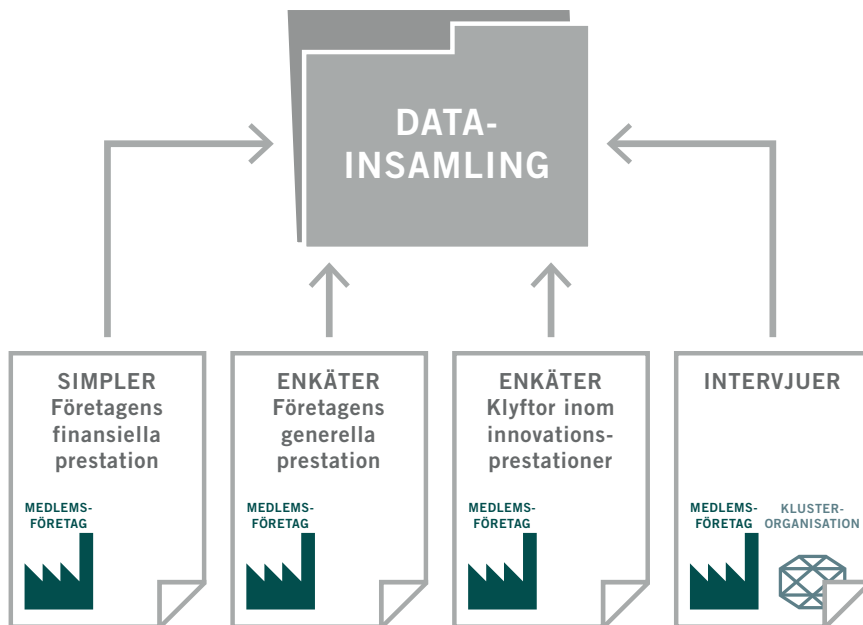 DATA-
INSAMLING
SIMPLER
Företagens
finansiella
prestation
MEDLEMS-
FÖRETAG
ENKÄTER
Företagens
generella
prestation
MEDLEMS-
FÖRETAG
ENKÄTER
Klyftor inom
innovations-
prestationer
MEDLEMS-
FÖRETAG
INTERVJUER
MEDLEMS-
FÖRETAG
KLUSTER-
ORGANISATION